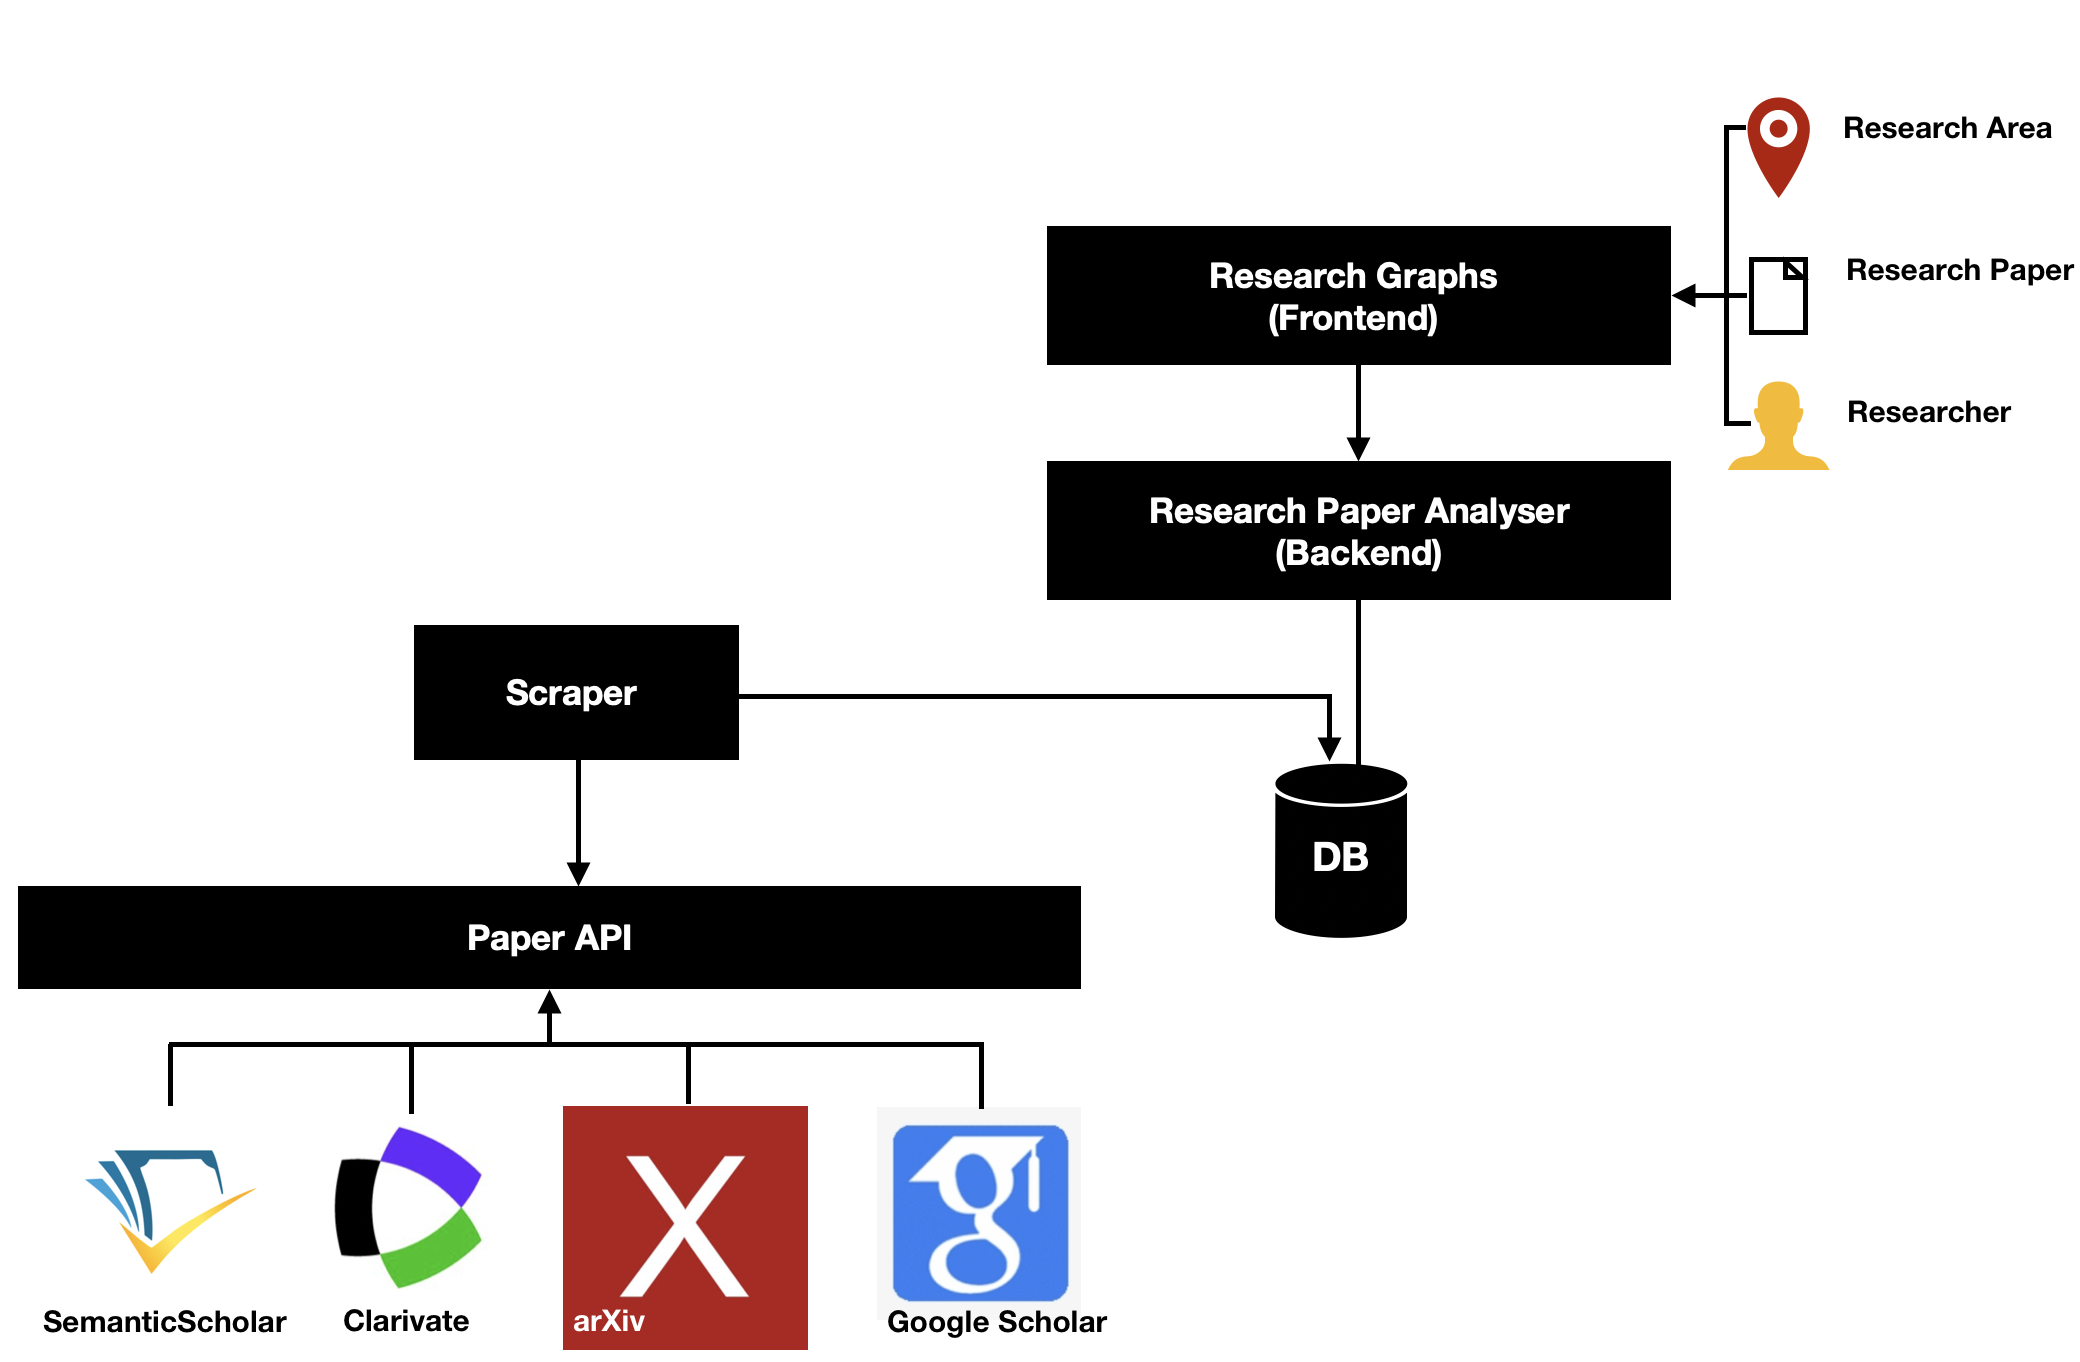 Research Area
Research Graphs
(Frontend)
Research Paper
Researcher
Research Paper Analyser
(Backend)
Scraper
DB
Paper API
SemanticScholar
Clarivate
X
arXiv
g
Google Scholar